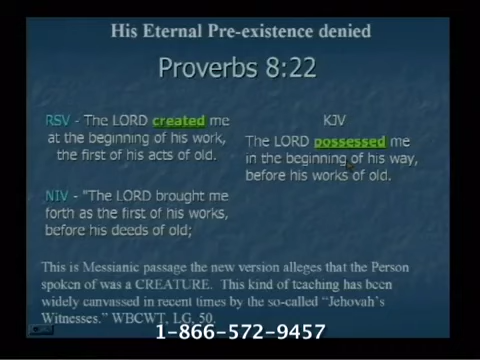 His Eternal Pre-existence denied
Proverbs 8:22
RSV - The LORD created me
at the beginning of his work,
the first of his acts of old.
NIV - "The LORD brought me
forth as the first of his works,
before his deeds of old;
KJV
The LORD possessed me
in the beginning of his way,
before his works of old.
This is Messianic passage the new version alleges that the Person
spoken of was a CREATURE. This kind of teaching has been
widely canvassed in recent times by the so-called "Jehovah's
Witnesses." WBCWT, LG, 50.
1-866-572-9457